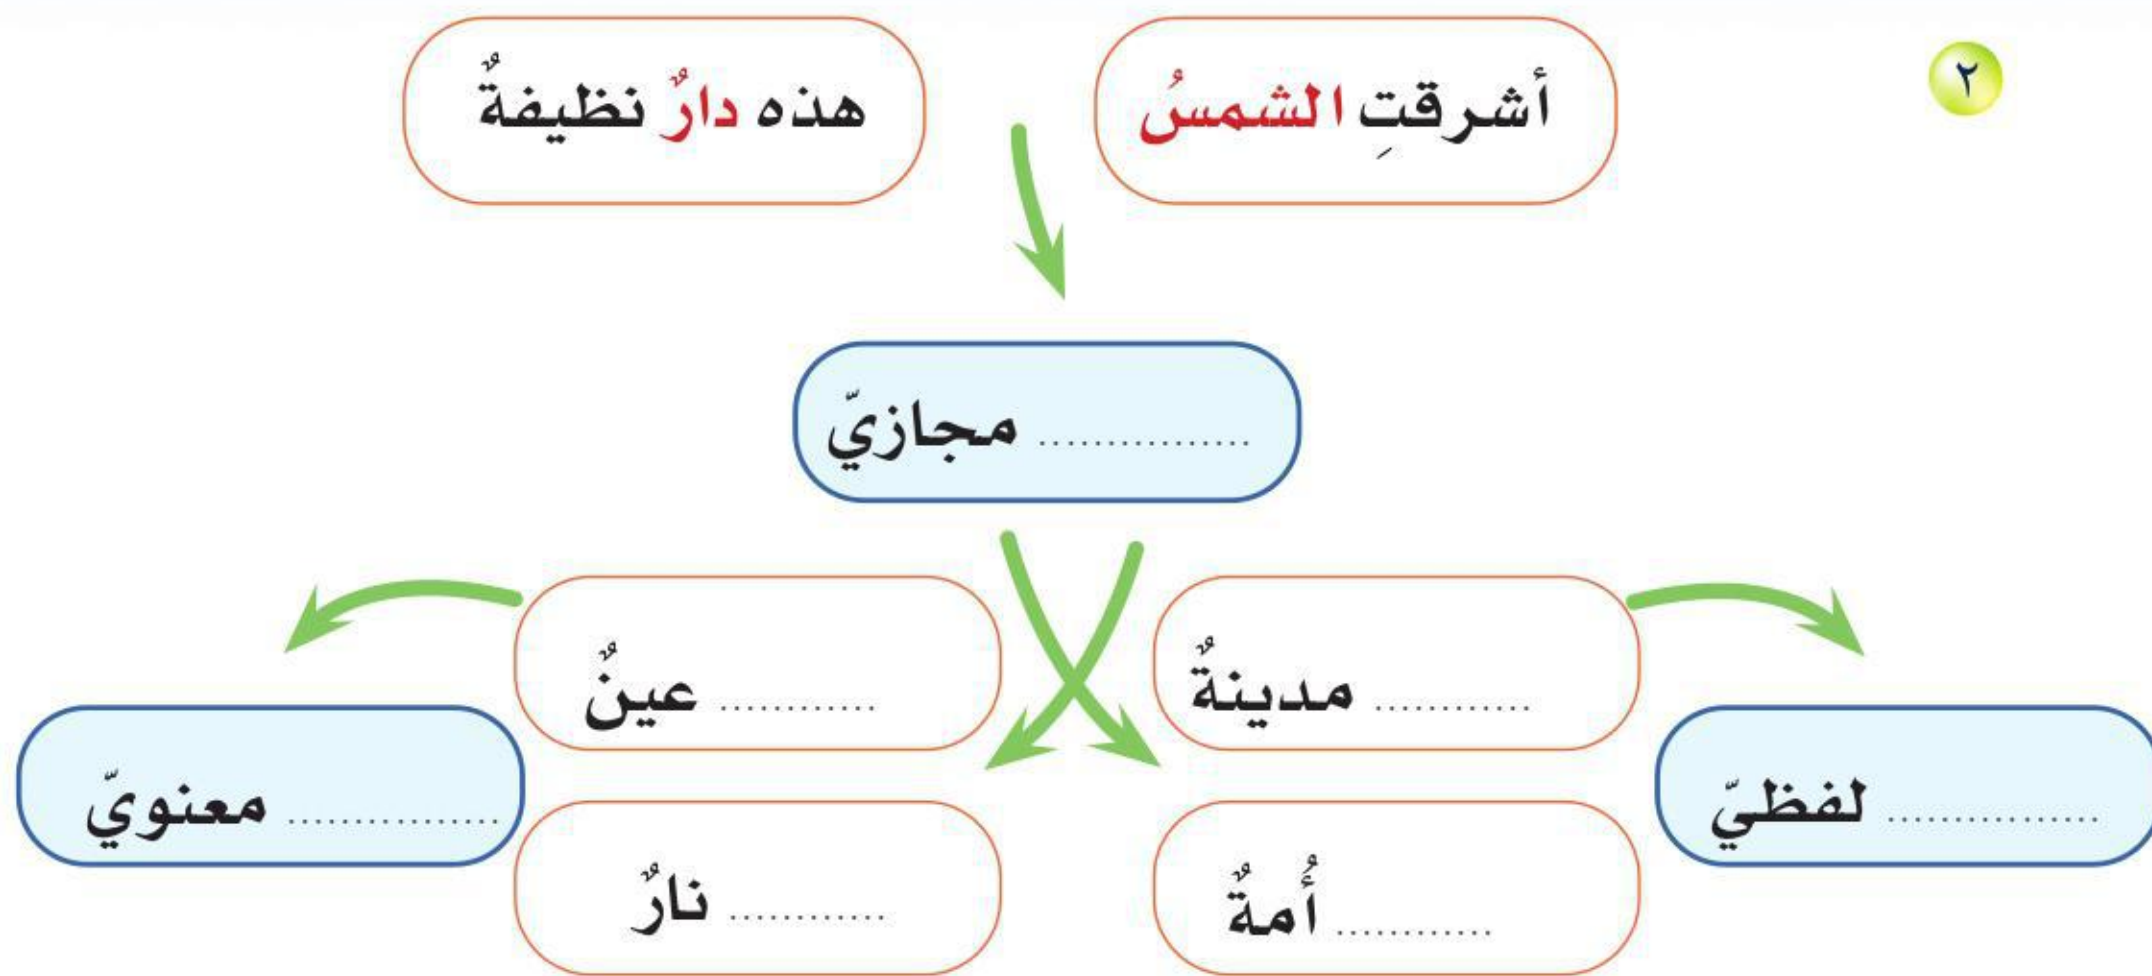 ٢
أشرقتِ الشمسُ
هذه دارٌ نظيفةٌ
................ مجازيّ
............ مدينةٌ
............ عينٌ
................ لفظيّ
................ معنويّ
............ أُمةٌ
............ نارٌ